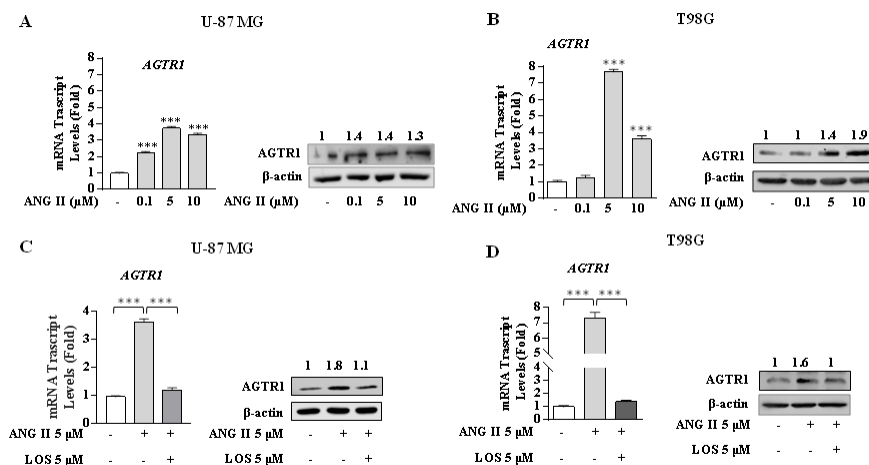 A
U-87 MG
AGTR1
mRNA Trascript
Levels (Fold)
8
7
6
5
4
3
2
1
0
***
***
***
ANG II (µM)
- 0.1 5 10
1 1.4 1.4 1.3
AGTR1
β-actin
ANG II (µM) - 0.1 5 10
B
T98G
AGTR1
mRNA Trascript
Levels (Fold)
8
7
6
5
4
3
2
1
0
***
***
ANG II (µM) - 0.1 5 10
1 1 1.4 1.9
AGTR1
β-actin
ANG II (µM) - 0.1 5 10
C
U-87 MG
AGTR1
mRNA Trascript
Levels (Fold)
4
3
2
1
0
*** ***
ANG II 5 µM - + +
LOS 5 µM - - +
1 1.8 1.1
AGTR1
β-actin
ANG II 5 µM - + +
LOS 5 µM - - +
D
T98G
AGTR1
mRNA Trascript
Levels (Fold)
8
7
6
5
4
3
2
1
0
*** ***
ANG II 5 µM - + +
LOS 5 µM - - +
1 1.6 1
AGTR1
β-actin
ANG II 5 µM - + +
LOS 5 µM - - +